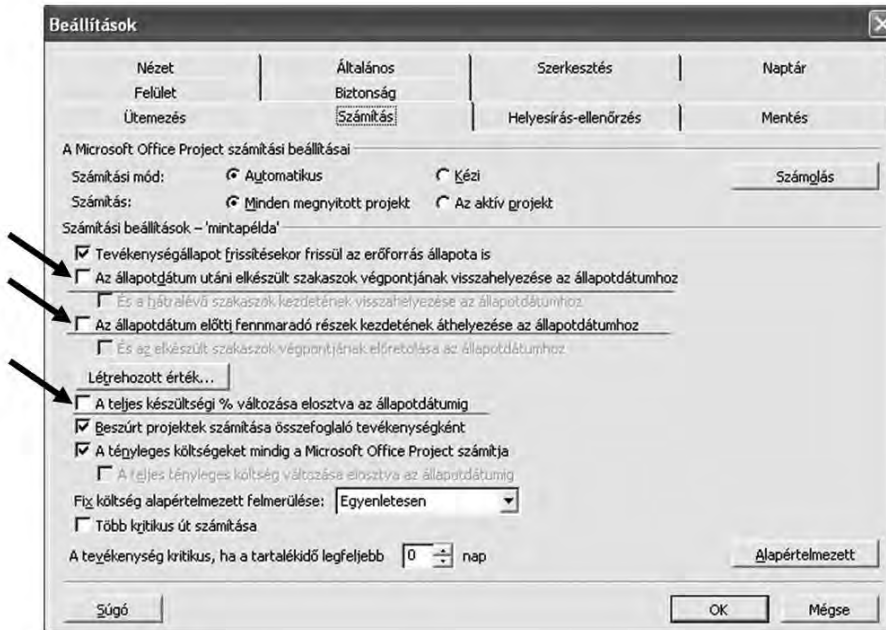 Beállítások
Nézet Általános Szerkesztés Naptár
Felület Biztonság
Ütemezés Számítás Helyesírás-ellenőrzés Mentés
A Microsoft Office Project számítási beállításai
Számítási mód: Automatikus Kézi Számolás
Számítás: Minden megnyitott projekt Az aktív projekt
Számítási beállítások – 'mintapélda'
Tevékenységállapot frissítésekor frissül az erőforrás állapota is
Az állapotdátum utáni elkészült szakaszok végpontjának visszahelyezése az állapotdátumhoz
És a hátralévő szakaszok kezdetének visszahelyezése az állapotdátumhoz
Az állapotdátum előtti fennmaradó részek kezdetének áthelyezése az állapotdátumhoz
És az elkészült szakaszok végpontjának előretolása az állapotdátumhoz
Létrehozott érték...
A teljes készültségi % változása elosztva az állapotdátumig
Beszúrt projektek számítása összefoglaló tevékenységként
A tényleges költségeket mindig a Microsoft Office Project számítja
A teljes tényleges költség változása elosztva az állapotdátumig
Fix költség alapértelmezett felmerülése: Egyenletesen
Több kritikus út számítása
A tevékenység kritikus, ha a tartalékidő legfeljebb 0 nap Alapértelmezett
Súgó OK Mégse